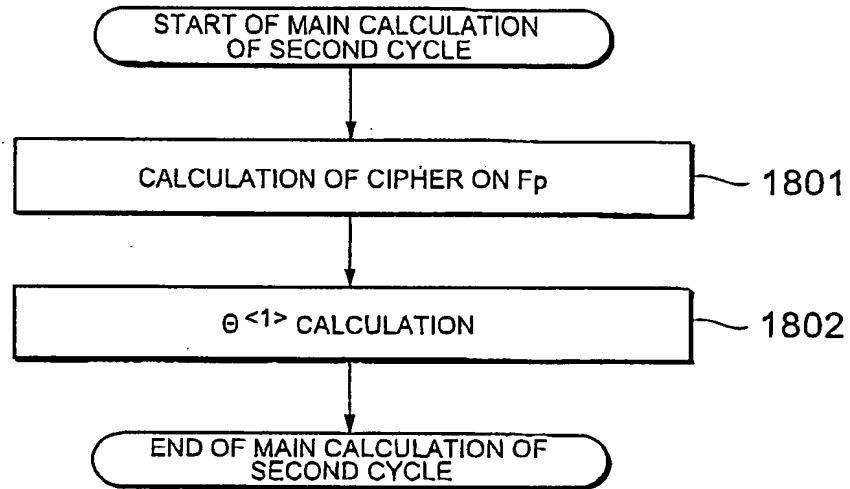 START OF MAIN CALCULATION
OF SECOND CYCLE
CALCULATION OF CIPHER ON Fp
1801
Θ<1> CALCULATION
1802
END OF MAIN CALCULATION OF
SECOND CYCLE